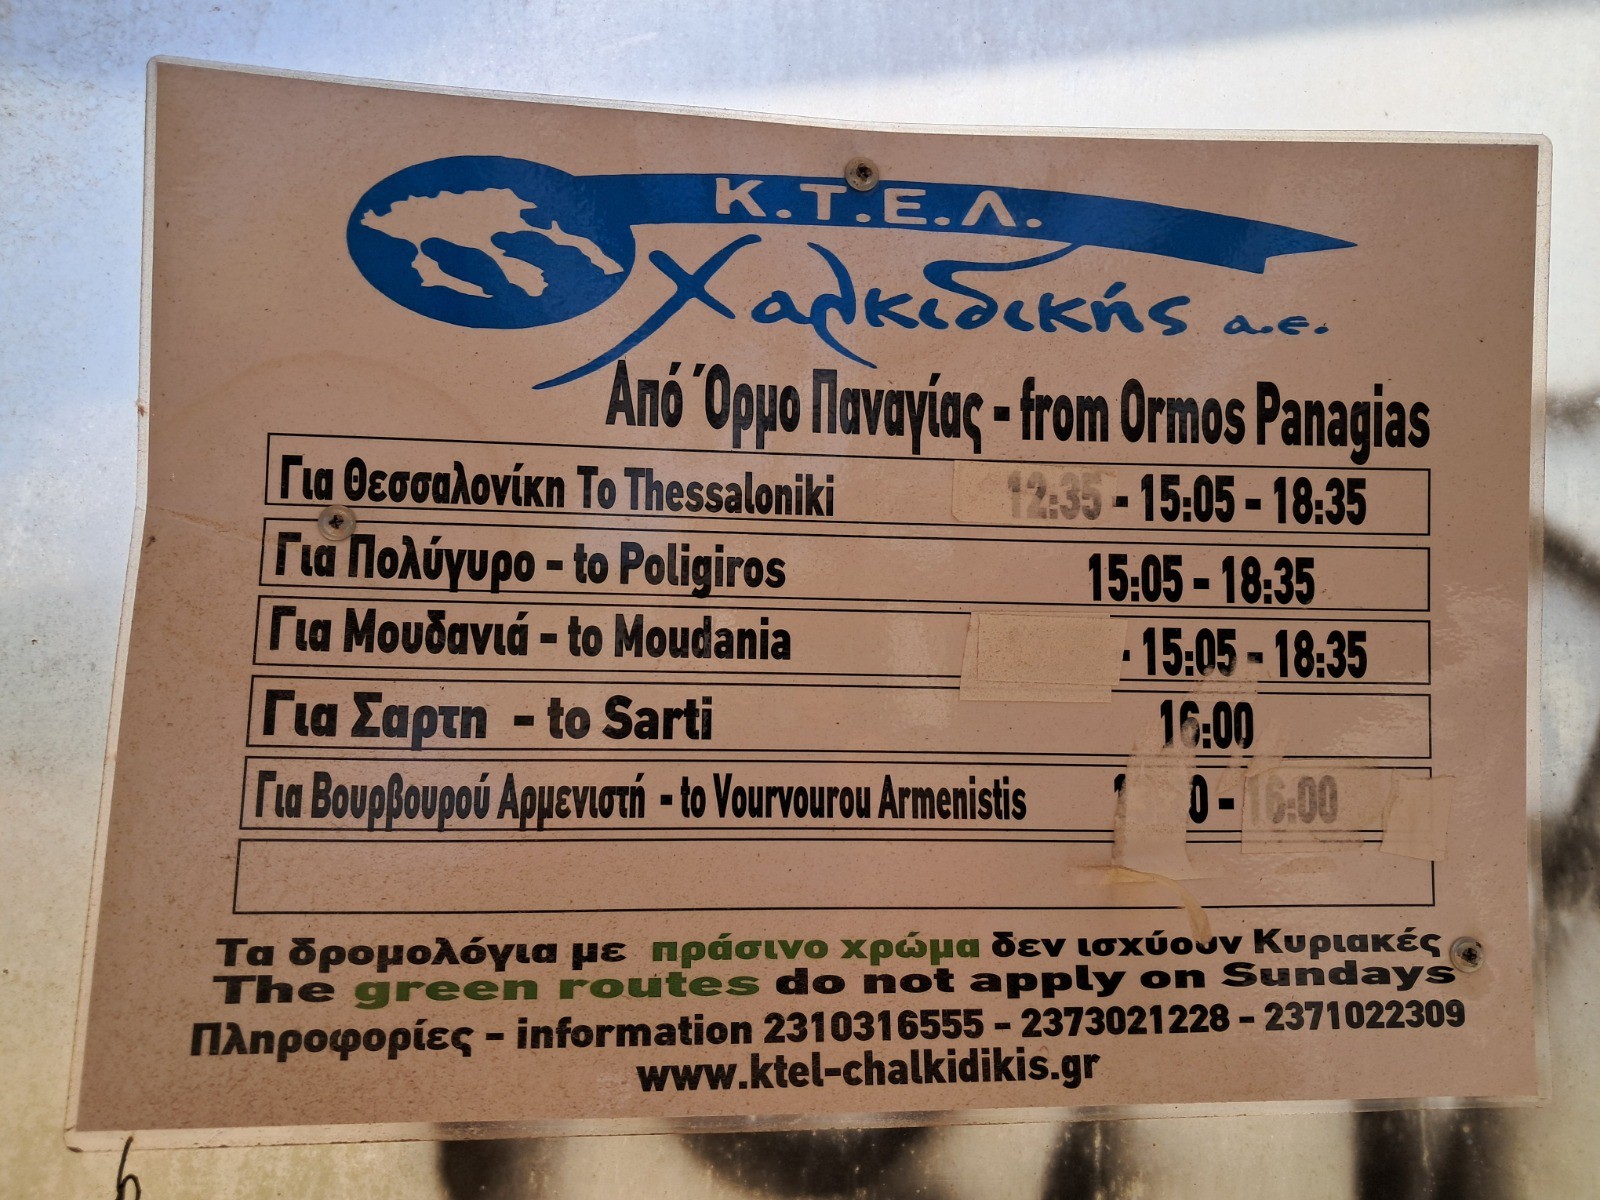 Κ.Τ.Ε.Λ.
Χαλκιδικής α.ε.
Από Όρμο Παναγίας - from Ormos Panagias
Για Θεσσαλονίκη To Thessaloniki 12:35 - 15:05 - 18:35
Για Πολύγυρο - to Poligiros 15:05 - 18:35
Για Μουδανιά - to Moudania - 15:05 - 18:35
Για Σαρτη - to Sarti 16:00
Για Βουρβουρού Αρμενιστή - to Vourvourou Armenistis - 16:00
Τα δρομολόγια με πράσινο χρώμα δεν ισχύουν Κυριακές
The green routes do not apply on Sundays
Πληροφορίες - information 2310316555 - 2373021228 - 2371022309
www.ktel-chalkidikis.gr